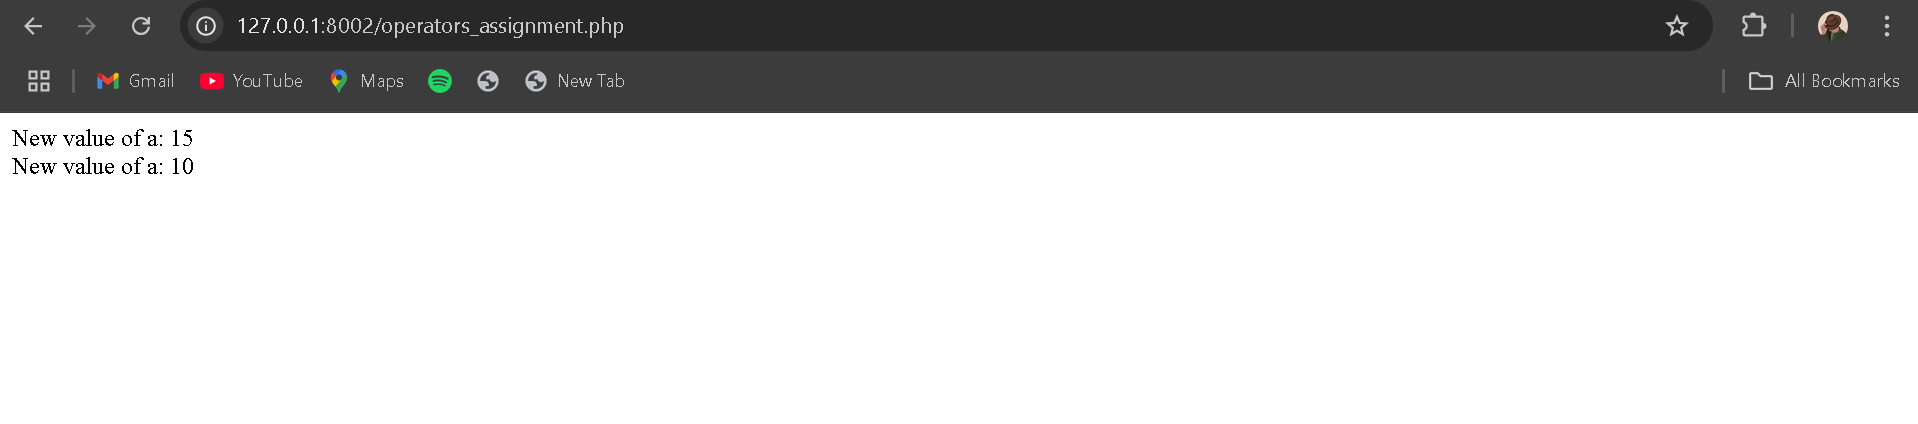 127.0.0.1:8002/operators_assignment.php
Gmail YouTube Maps New Tab All Bookmarks
New value of a: 15
New value of a: 10